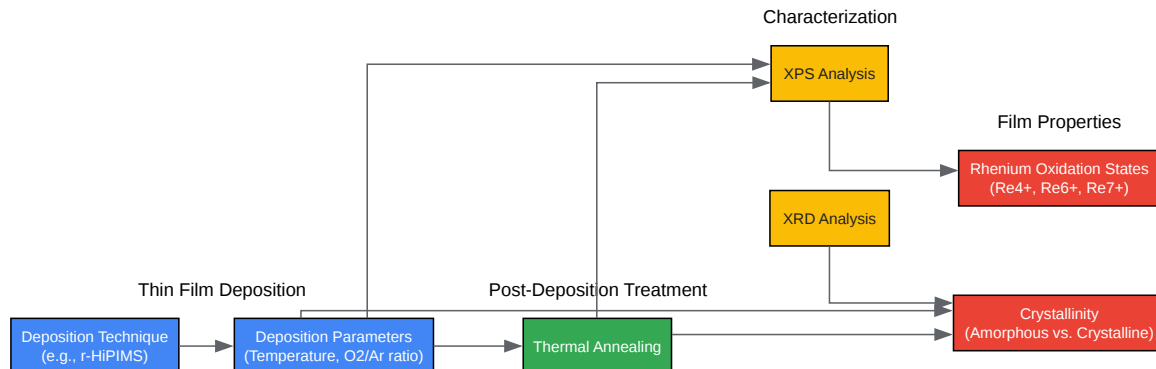 Characterization
XPS Analysis
Film Properties
Rhenium Oxidation States
(Re4+, Re6+, Re7+)
XRD Analysis
Thin Film Deposition
Post-Deposition Treatment
Deposition Technique
(e.g., r-HiPIMS)
Deposition Parameters
(Temperature, O2/Ar ratio)
Thermal Annealing
Crystallinity
(Amorphous vs. Crystalline)